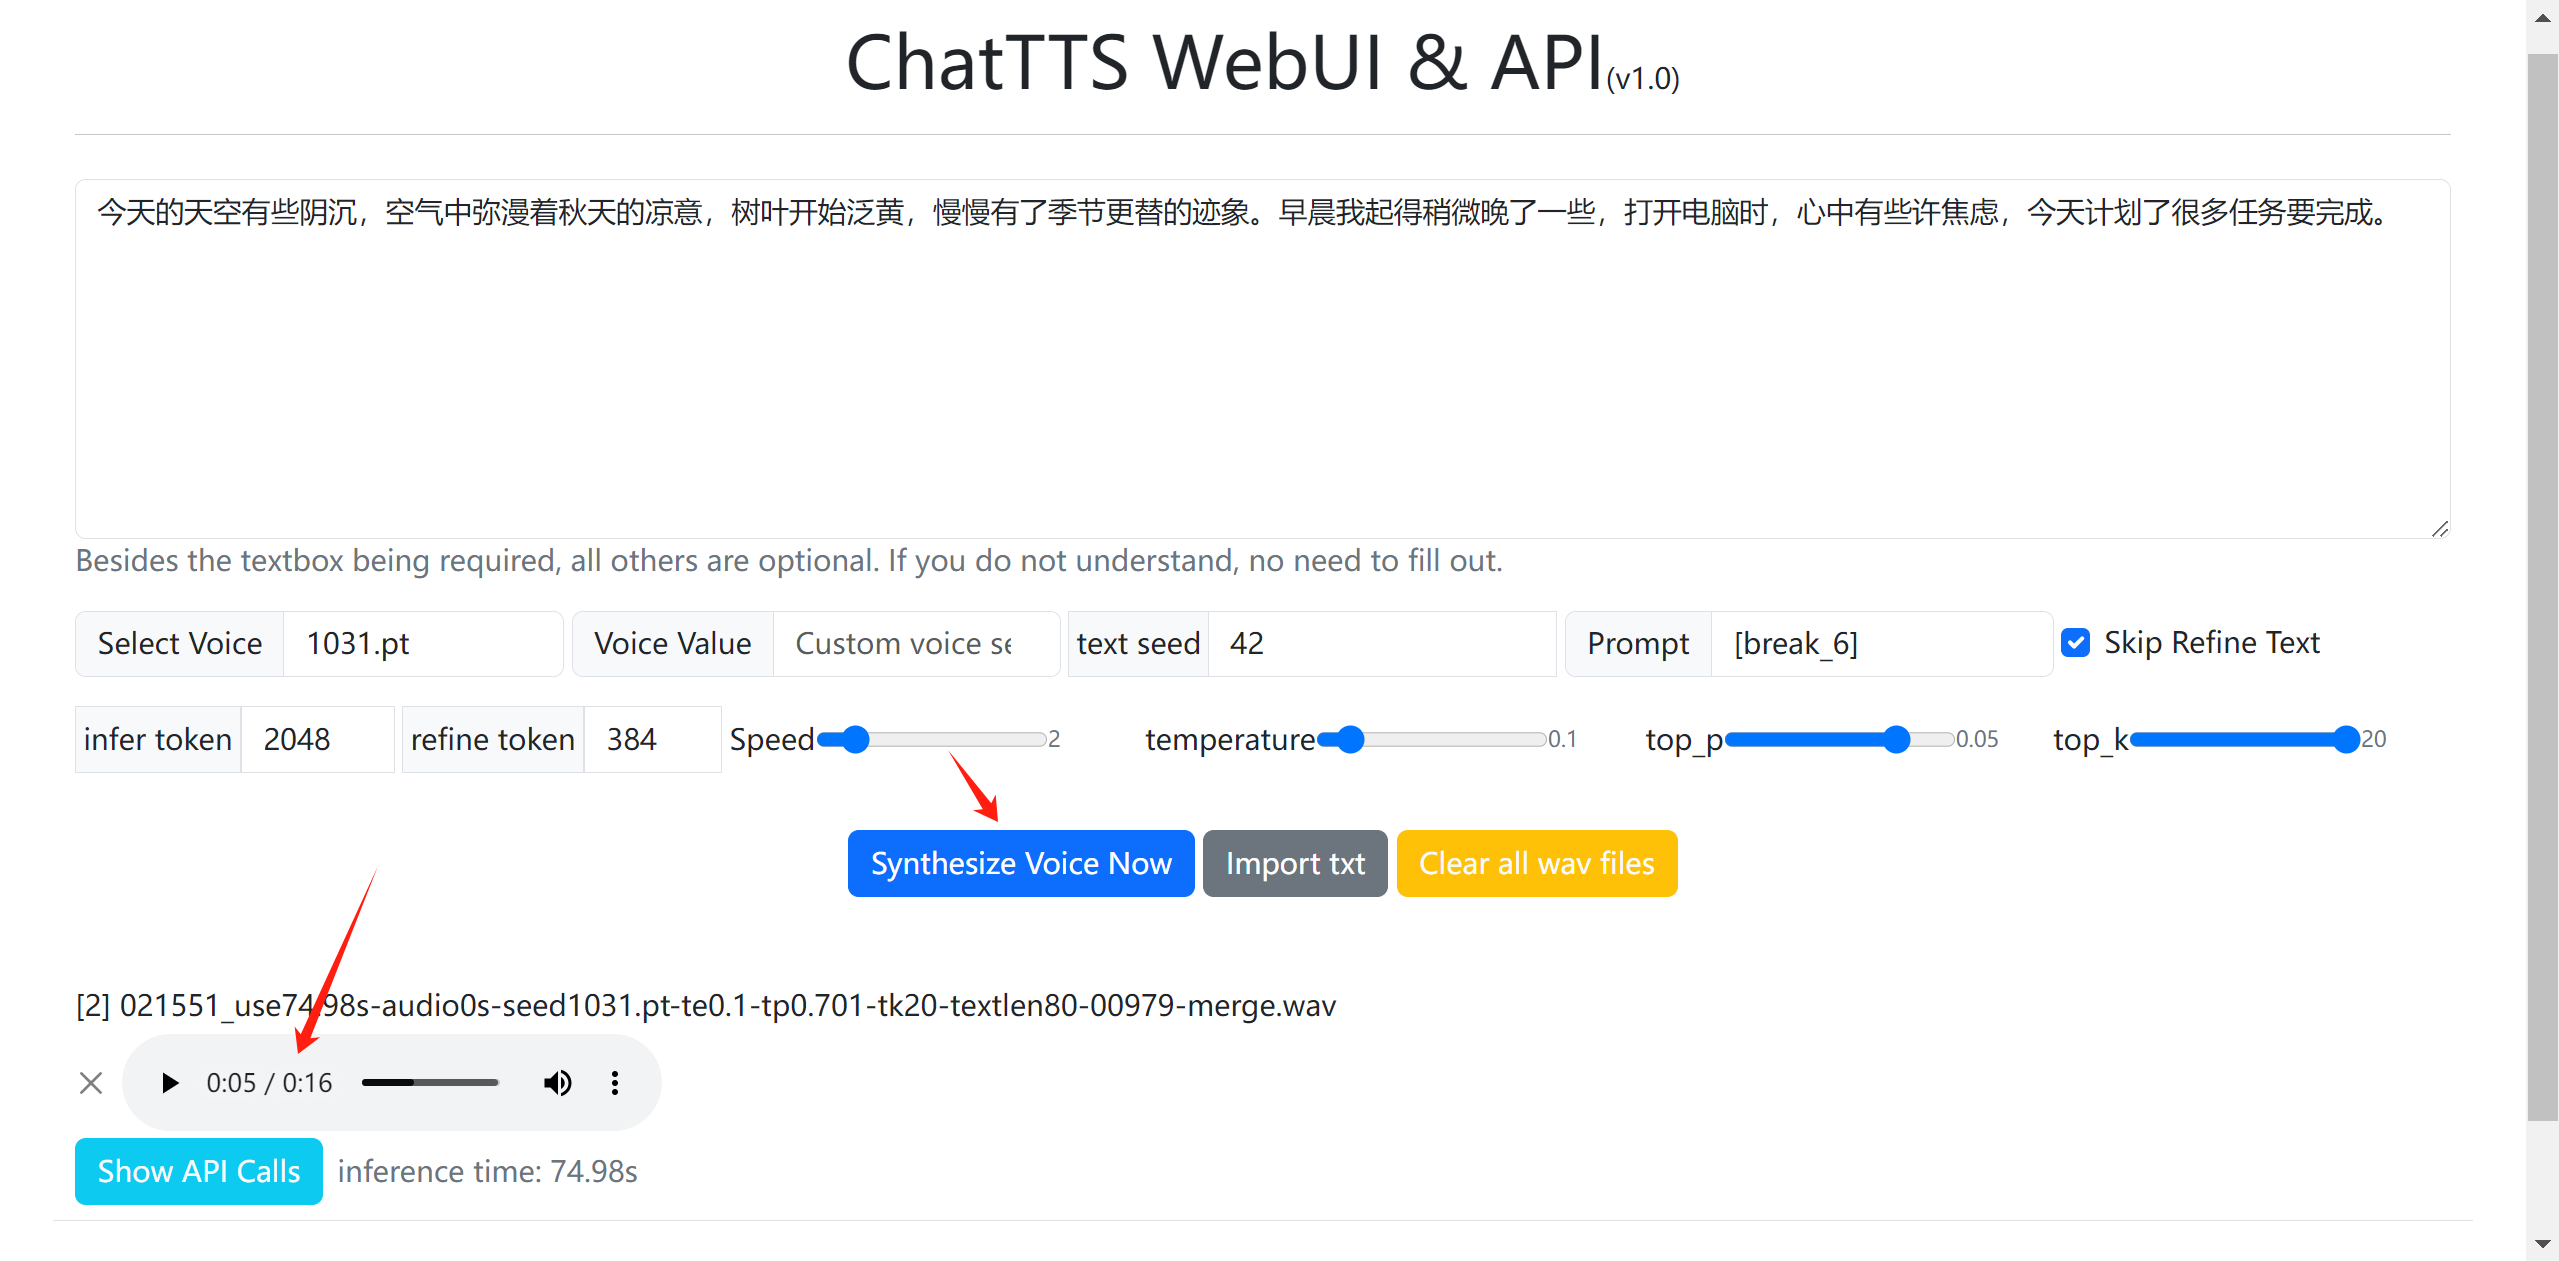 ChatTTS WebUI & API(v1.0)
今天的天空有些阴沉，空气中弥漫着秋天的凉意，树叶开始泛黄，慢慢有了季节更替的迹象。早晨我起得稍微晚了一些，打开电脑时，心中有些许焦虑，今天计划了很多任务要完成。
Besides the textbox being required, all others are optional. If you do not understand, no need to fill out.
Select Voice 1031.pt Voice Value Custom voice se text seed 42 Prompt [break_6] Skip Refine Text
infer token 2048 refine token 384 Speed 2 temperature 0.1 top_p 0.05 top_k 20
Synthesize Voice Now Import txt Clear all wav files
[2] 021551_use74.98s-audio0s-seed1031.pt-te0.1-tp0.701-tk20-textlen80-00979-merge.wav
0:05 / 0:16
Show API Calls inference time: 74.98s